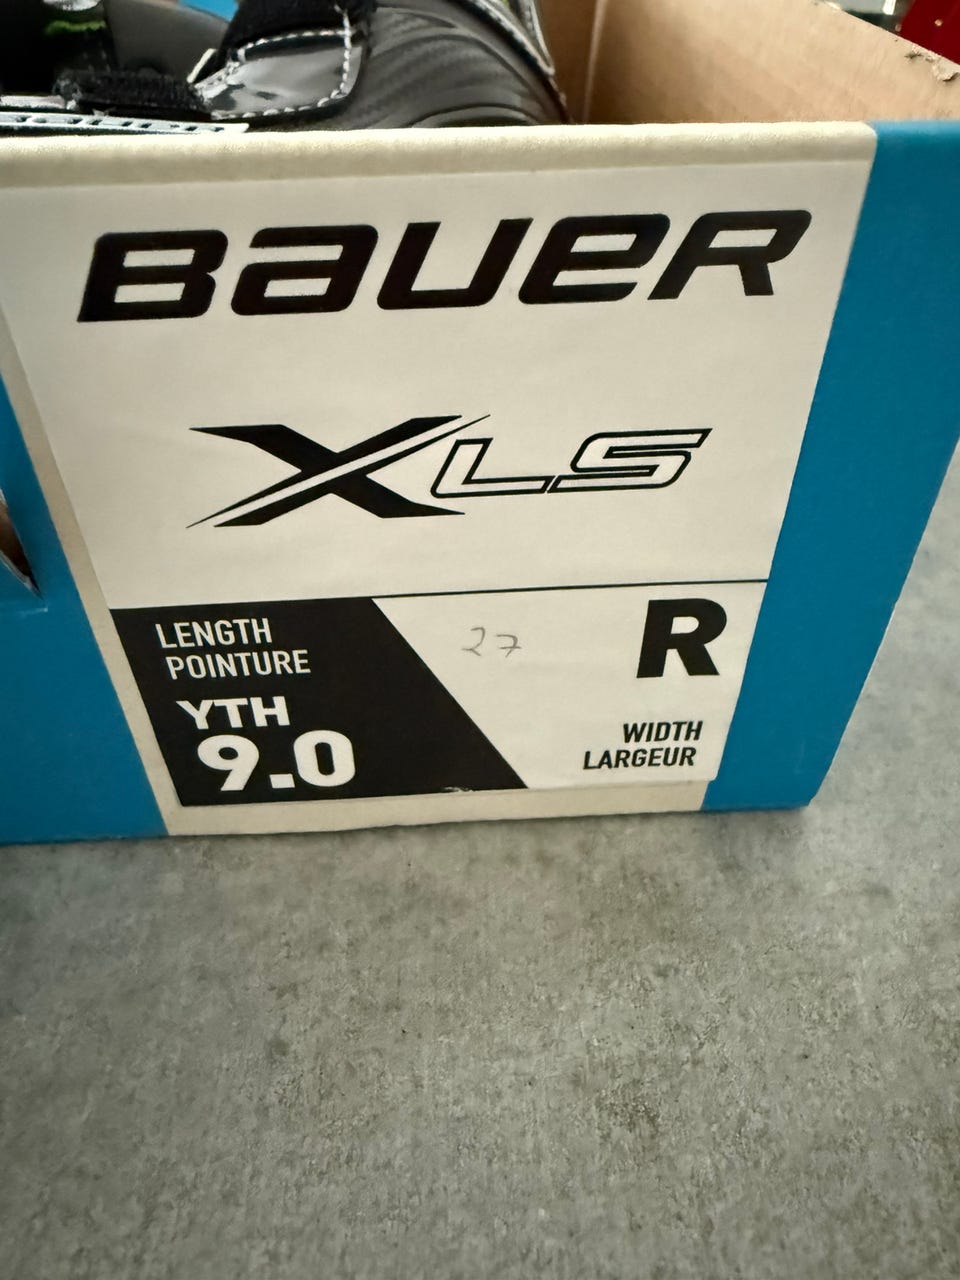 BAUER
XLS
LENGTH
POINTURE
YTH
9.0
27
R
WIDTH
LARGEUR